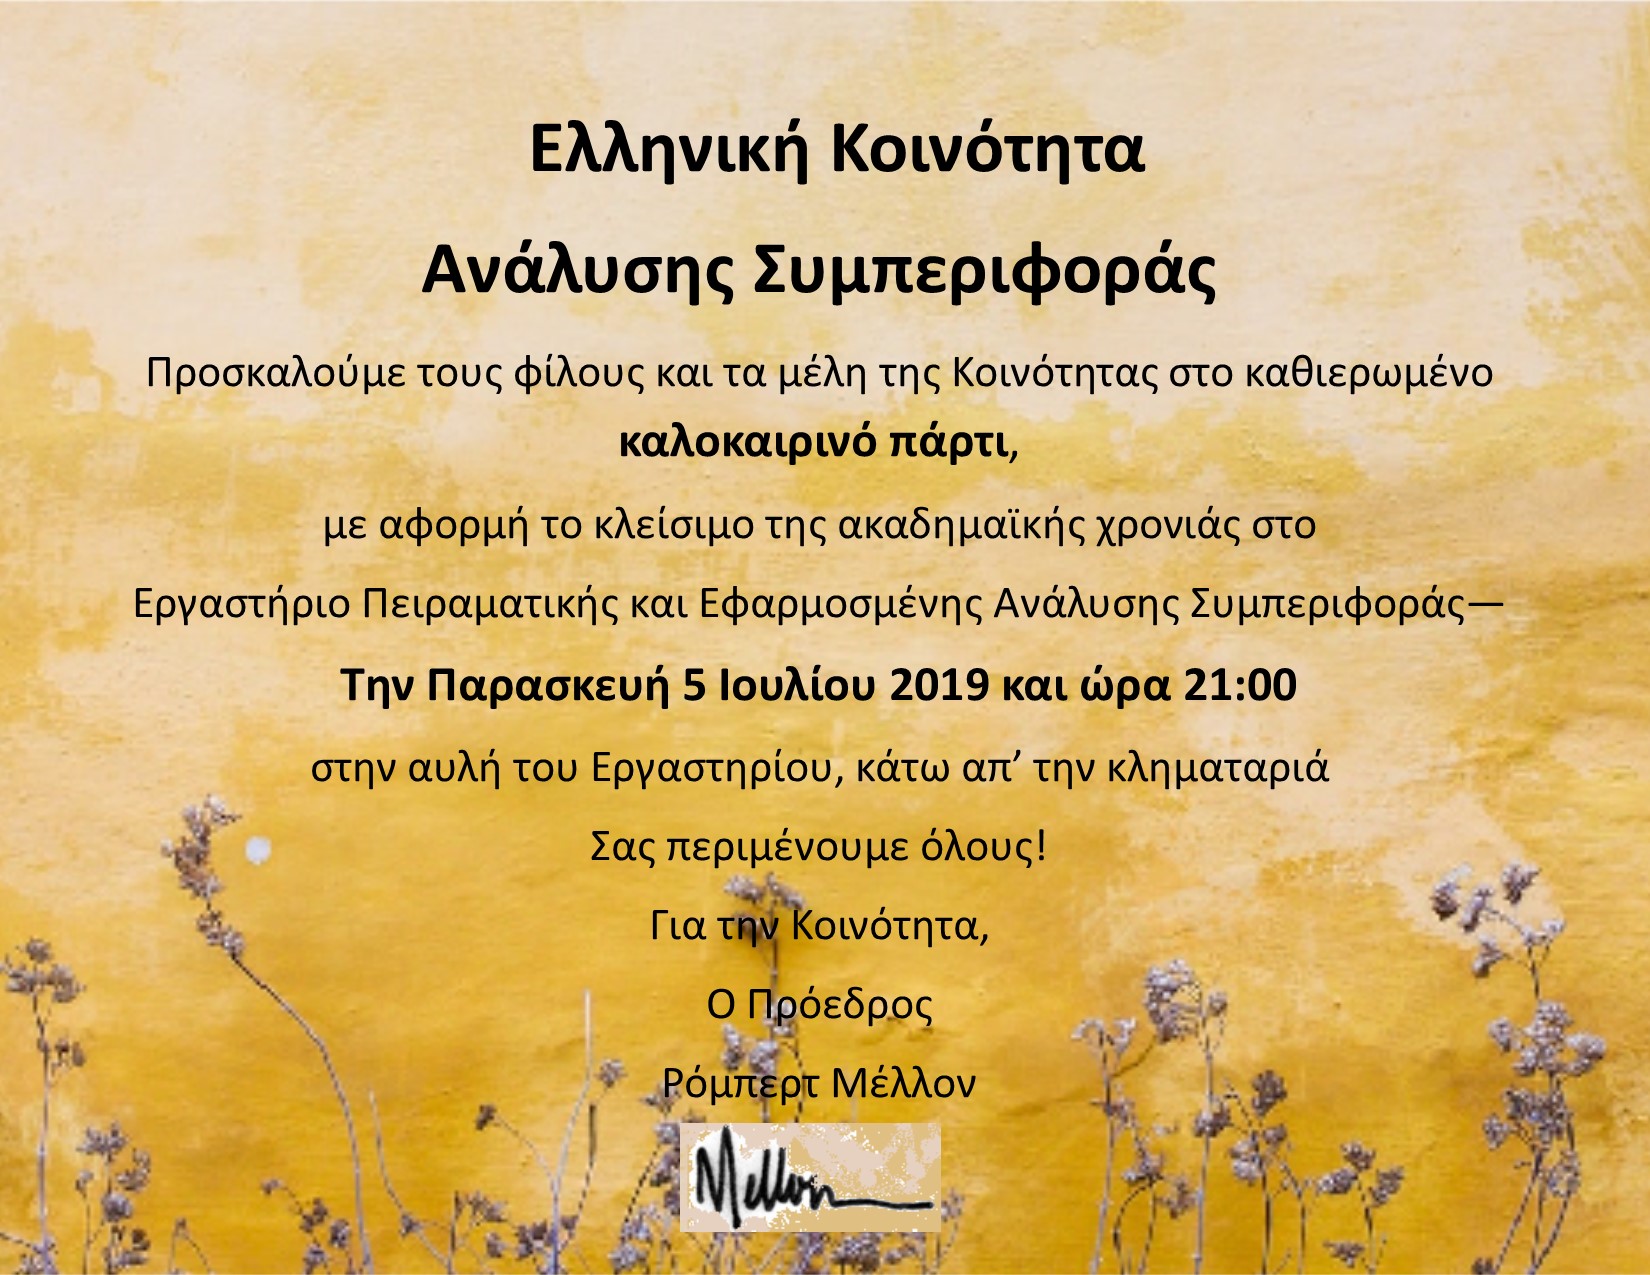 Ελληνική Κοινότητα
Ανάλυσης Συμπεριφοράς
Προσκαλούμε τους φίλους και τα μέλη της Κοινότητας στο καθιερωμένο
καλοκαιρινό πάρτι,
με αφορμή το κλείσιμο της ακαδημαϊκής χρονιάς στο
Εργαστήριο Πειραματικής και Εφαρμοσμένης Ανάλυσης Συμπεριφοράς—
Την Παρασκευή 5 Ιουλίου 2019 και ώρα 21:00
στην αυλή του Εργαστηρίου, κάτω απ’ την κληματαριά
Σας περιμένουμε όλους!
Για την Κοινότητα,
Ο Πρόεδρος
Ρόμπερτ Μέλλον
Mellon